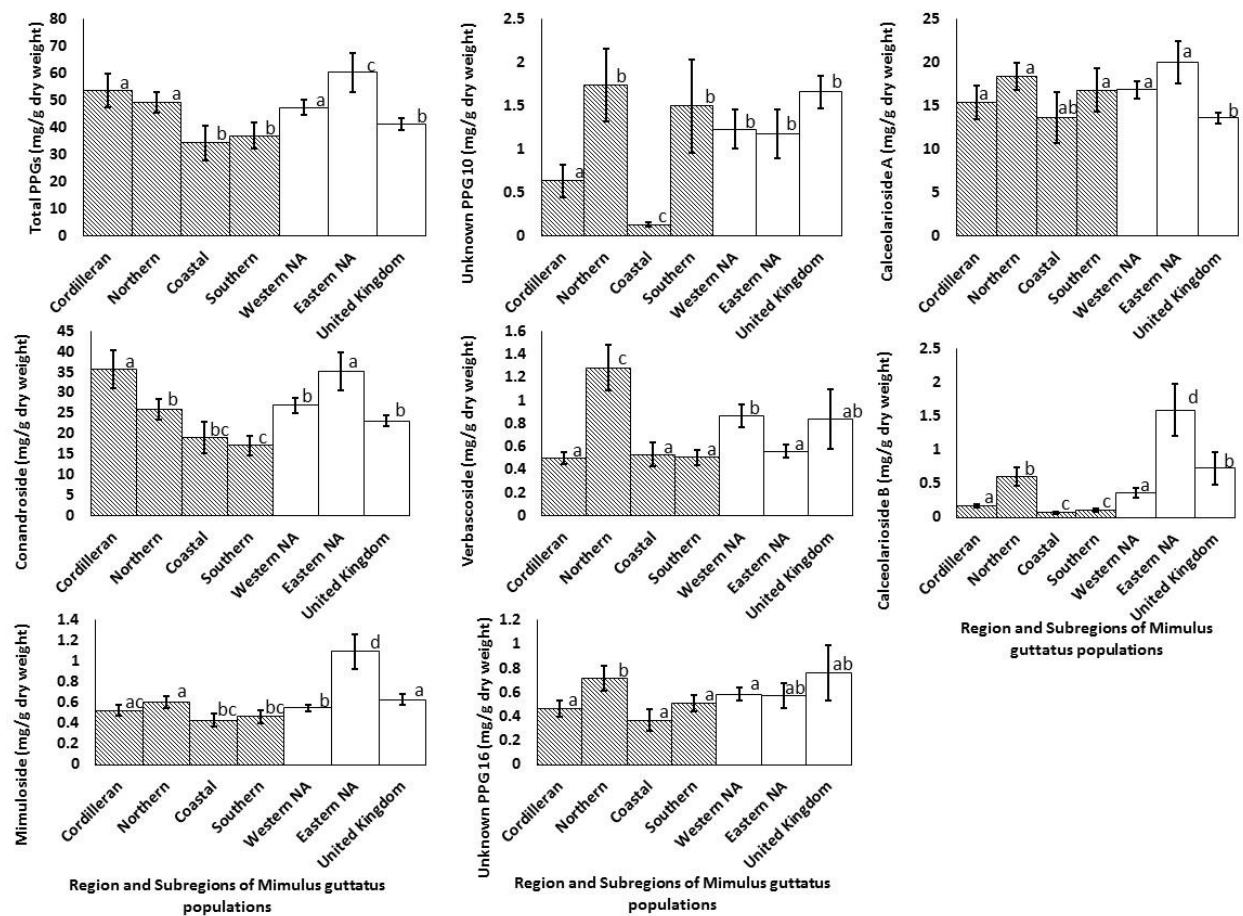 Total PPGs (mg/g dry weight)
80
70
60
50
40
30
20
10
0
a
a
b
b
a
c
b
Cordilleran
Northern
Coastal
Southern
Western NA
Eastern NA
United Kingdom
Unknown PPG10 (mg/g dry weight)
2.5
2
1.5
1
0.5
0
a
b
c
b
b
b
b
Cordilleran
Northern
Coastal
Southern
Western NA
Eastern NA
United Kingdom
Calceolarioside A (mg/g dry weight)
25
20
15
10
5
0
a
a
ab
a
a
a
b
Cordilleran
Northern
Coastal
Southern
Western NA
Eastern NA
United Kingdom
Conandroside (mg/g dry weight)
45
40
35
30
25
20
15
10
5
0
a
b
bc
c
b
a
b
Cordilleran
Northern
Coastal
Southern
Western NA
Eastern NA
United Kingdom
Verbascoside (mg/g dry weight)
1.6
1.4
1.2
1
0.8
0.6
0.4
0.2
0
a
c
a
a
b
a
ab
Cordilleran
Northern
Coastal
Southern
Western NA
Eastern NA
United Kingdom
Calceolarioside B (mg/g dry weight)
2.5
2
1.5
1
0.5
0
a
b
c
c
a
d
b
Cordilleran
Northern
Coastal
Southern
Western NA
Eastern NA
United Kingdom
Region and Subregions of Mimulus
guttatus populations
Mimuloside (mg/g dry weight)
1.4
1.2
1
0.8
0.6
0.4
0.2
0
ac
a
bc
bc
b
d
a
Cordilleran
Northern
Coastal
Southern
Western NA
Eastern NA
United Kingdom
Region and Subregions of Mimulus guttatus
populations
Unknown PPG16 (mg/g dry weight)
1.2
1
0.8
0.6
0.4
0.2
0
a
b
a
a
a
ab
ab
Cordilleran
Northern
Coastal
Southern
Western NA
Eastern NA
United Kingdom
Region and Subregions of Mimulus guttatus
populations